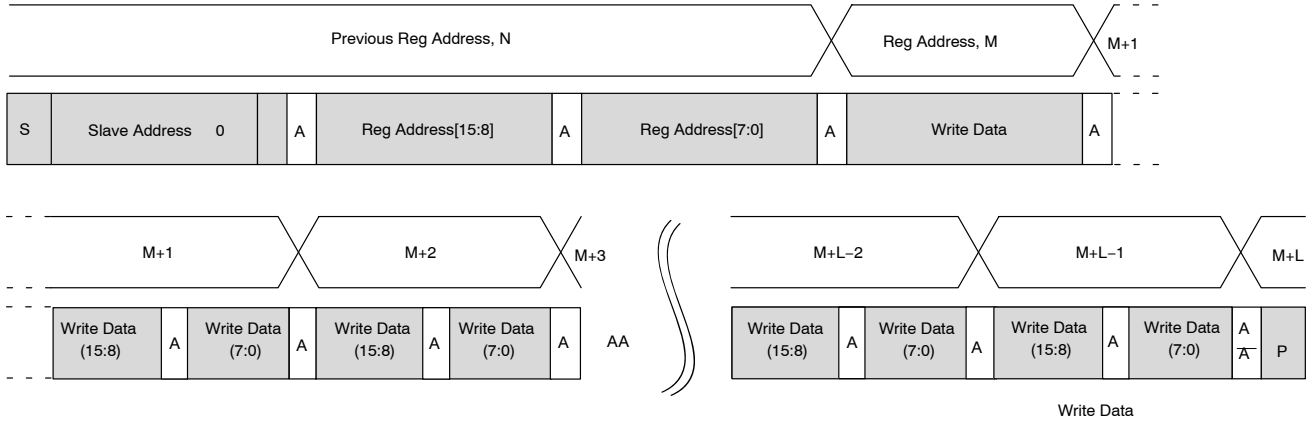 Previous Reg Address, N
Reg Address, M
M+1
S
Slave Address 0
A
Reg Address[15:8]
A
Reg Address[7:0]
A
Write Data
A
M+1
M+2
M+3
M+L−2
M+L−1
M+L
Write Data
(15:8)
A
Write Data
(7:0)
A
Write Data
(15:8)
A
Write Data
(7:0)
A
AA
Write Data
(15:8)
A
Write Data
(7:0)
A
Write Data
(15:8)
A
Write Data
(7:0)
A
A̅
P
Write Data